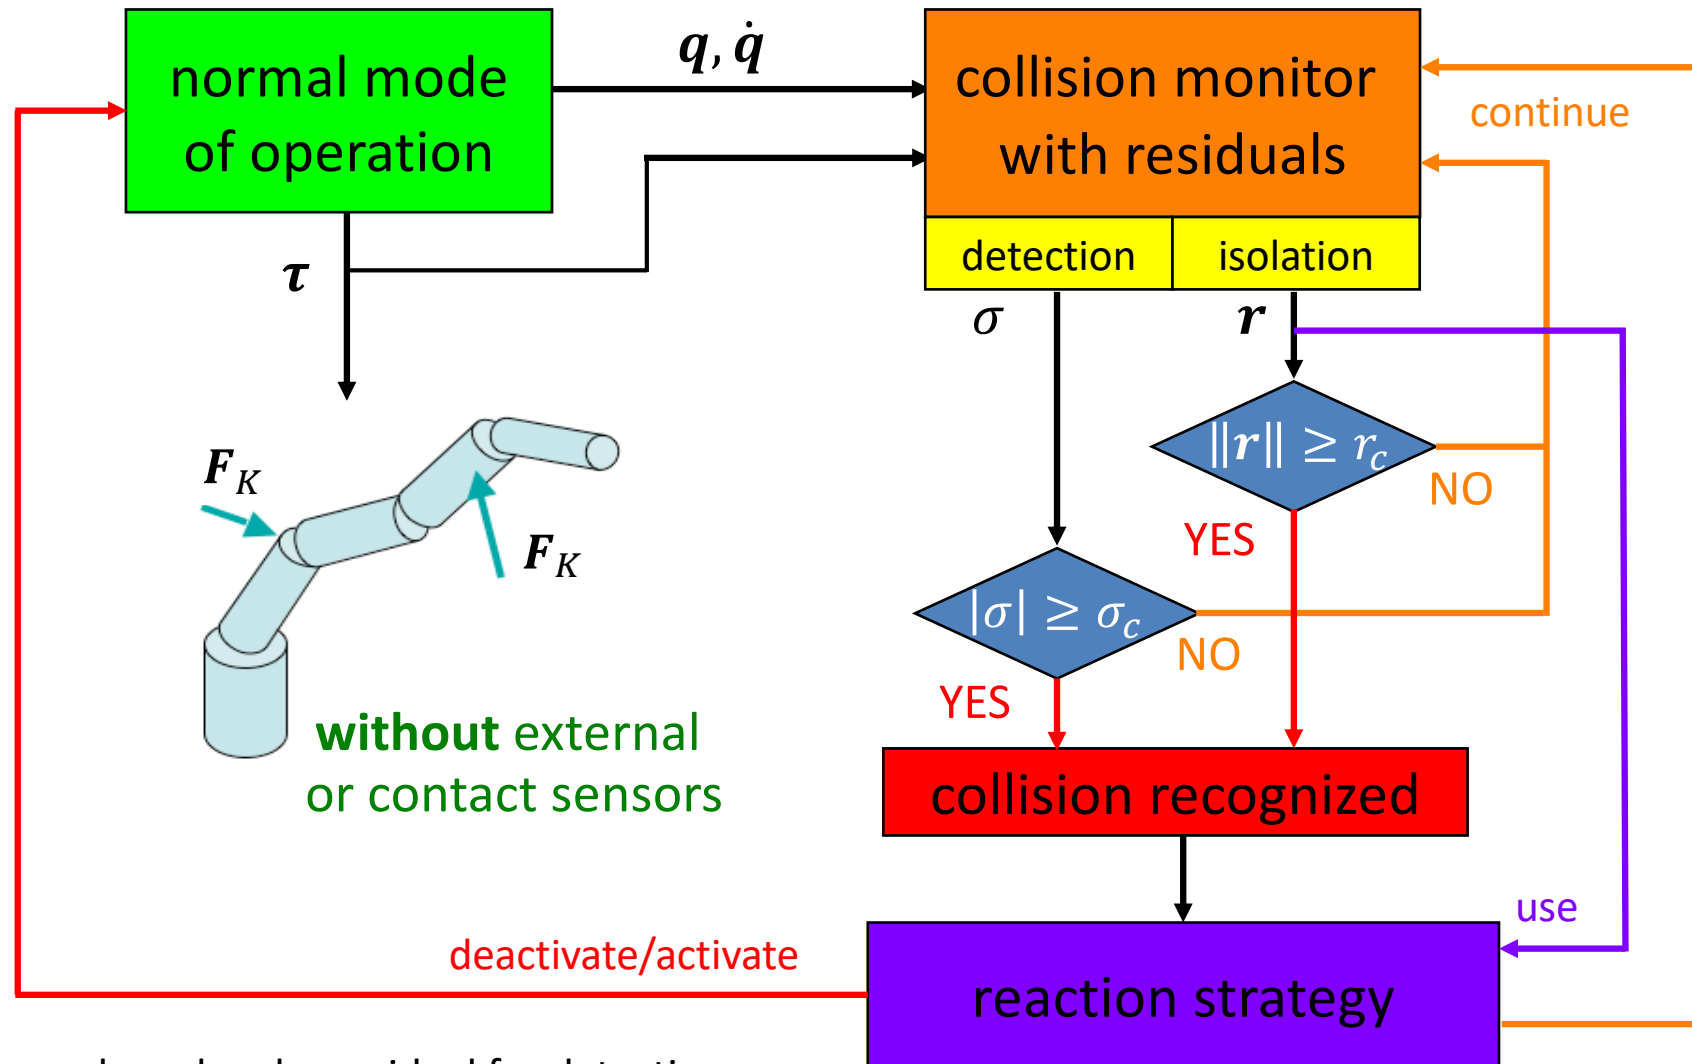 normal mode
of operation
q, q̇
collision monitor
with residuals
continue
detection
isolation
τ
σ
r
‖r‖ ≥ r_c
NO
YES
F_K
F_K
|σ| ≥ σ_c
NO
YES
without external
or contact sensors
collision recognized
use
deactivate/activate
reaction strategy